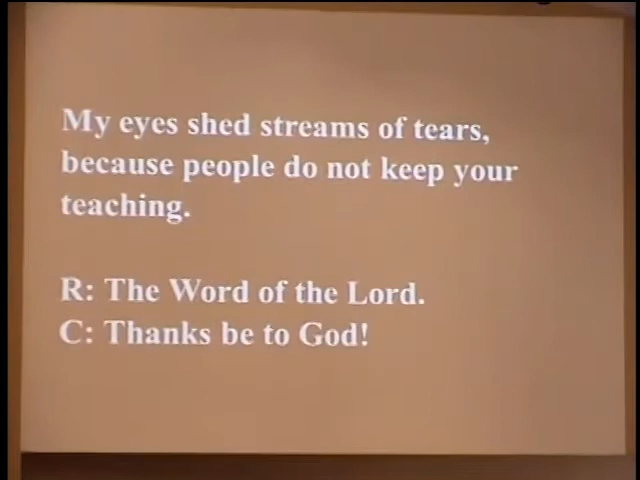 My eyes shed streams of tears,
because people do not keep your
teaching.
R: The Word of the Lord.
C: Thanks be to God!